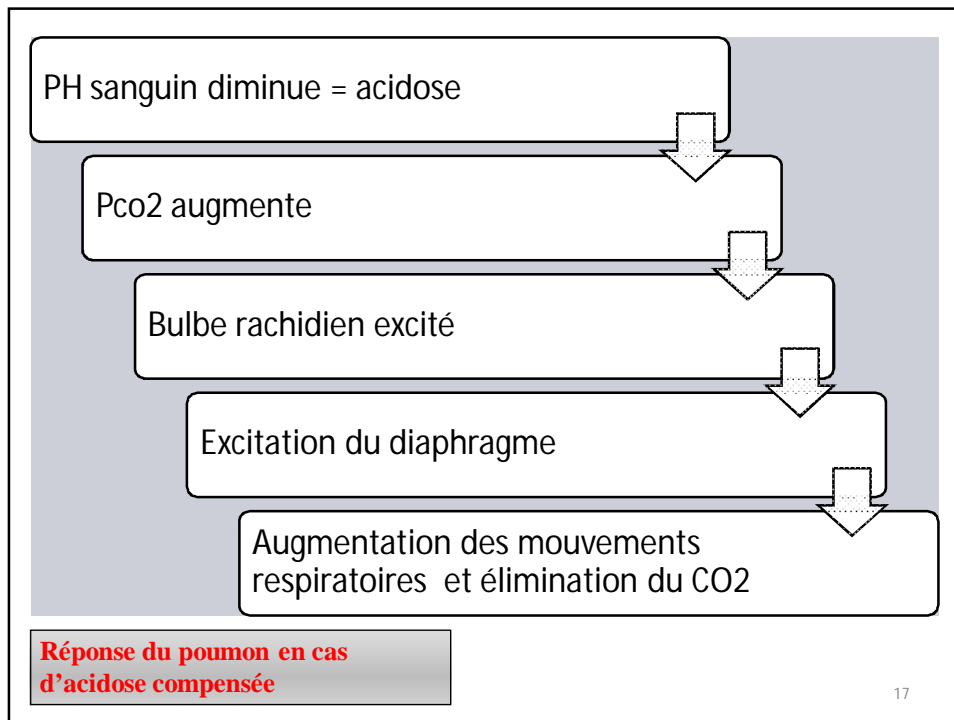 PH sanguin diminue = acidose
Pco2 augmente
Bulbe rachidien excité
Excitation du diaphragme
Augmentation des mouvements
respiratoires et élimination du CO2
Réponse du poumon en cas
d'acidose compensée
17